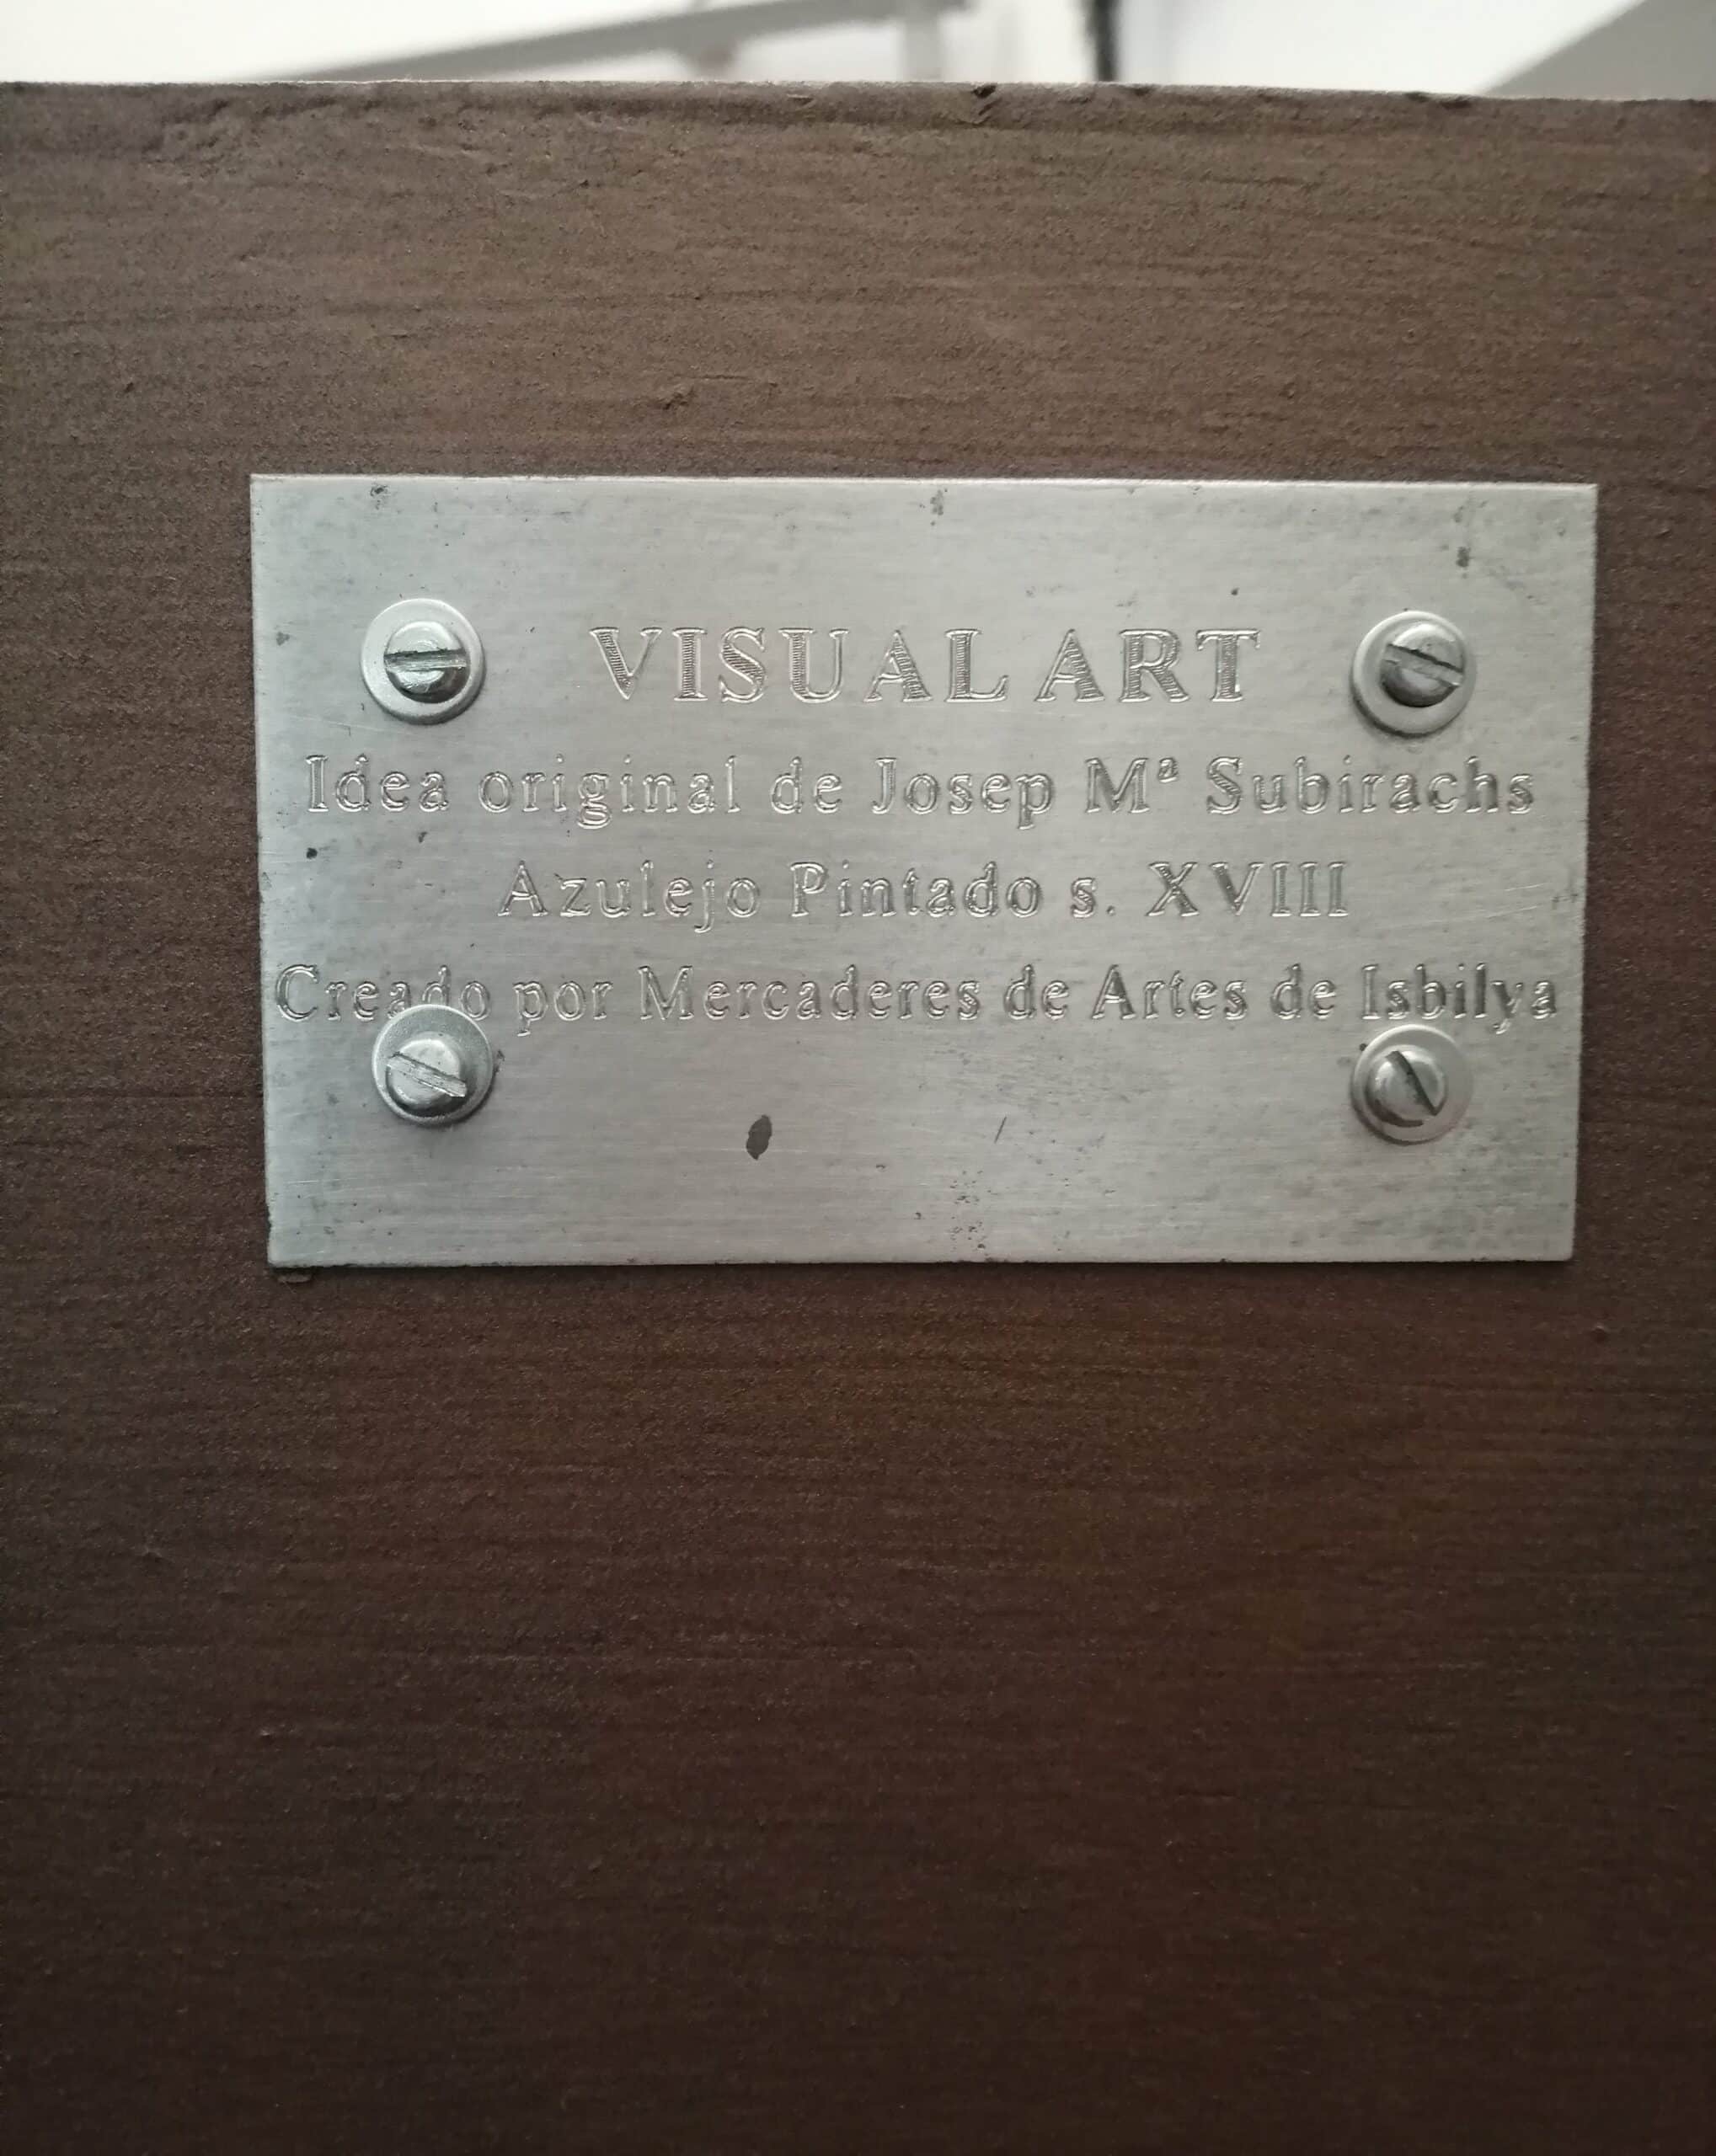 VISUAL ART
Idea original de Josep Mª Subirachs
Azulejo Pintado s. XVIII
Creado por Mercaderes de Artes de Isbilya